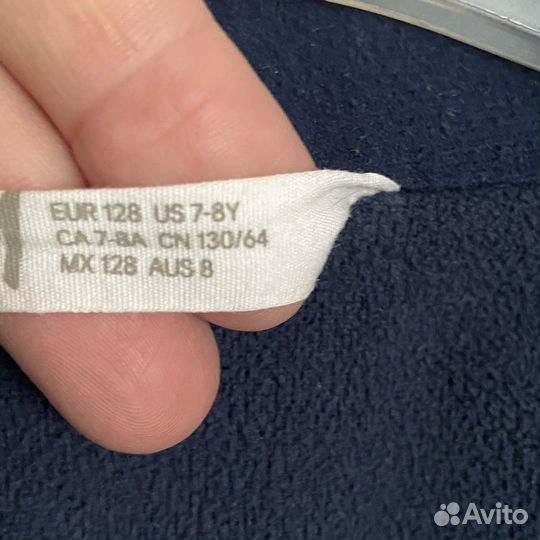 EUR 128 US 7-8Y
CA 7-8A CN 130/64
MX 128 AUS 8
Avito